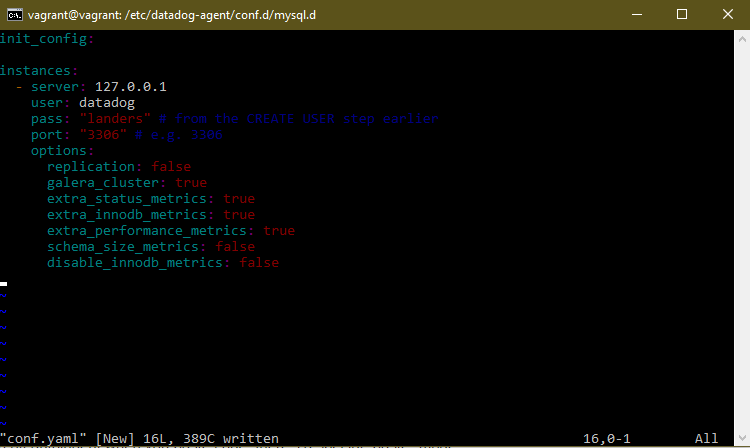 vagrant@vagrant: /etc/datadog-agent/conf.d/mysql.d
init_config:
instances:
  - server: 127.0.0.1
    user: datadog
    pass: "landers" # from the CREATE USER step earlier
    port: "3306" # e.g. 3306
    options:
      replication: false
      galera_cluster: true
      extra_status_metrics: true
      extra_innodb_metrics: true
      extra_performance_metrics: true
      schema_size_metrics: false
      disable_innodb_metrics: false
~
~
~
~
~
~
~
~
~
"conf.yaml" [New] 16L, 389C written 16,0-1 All